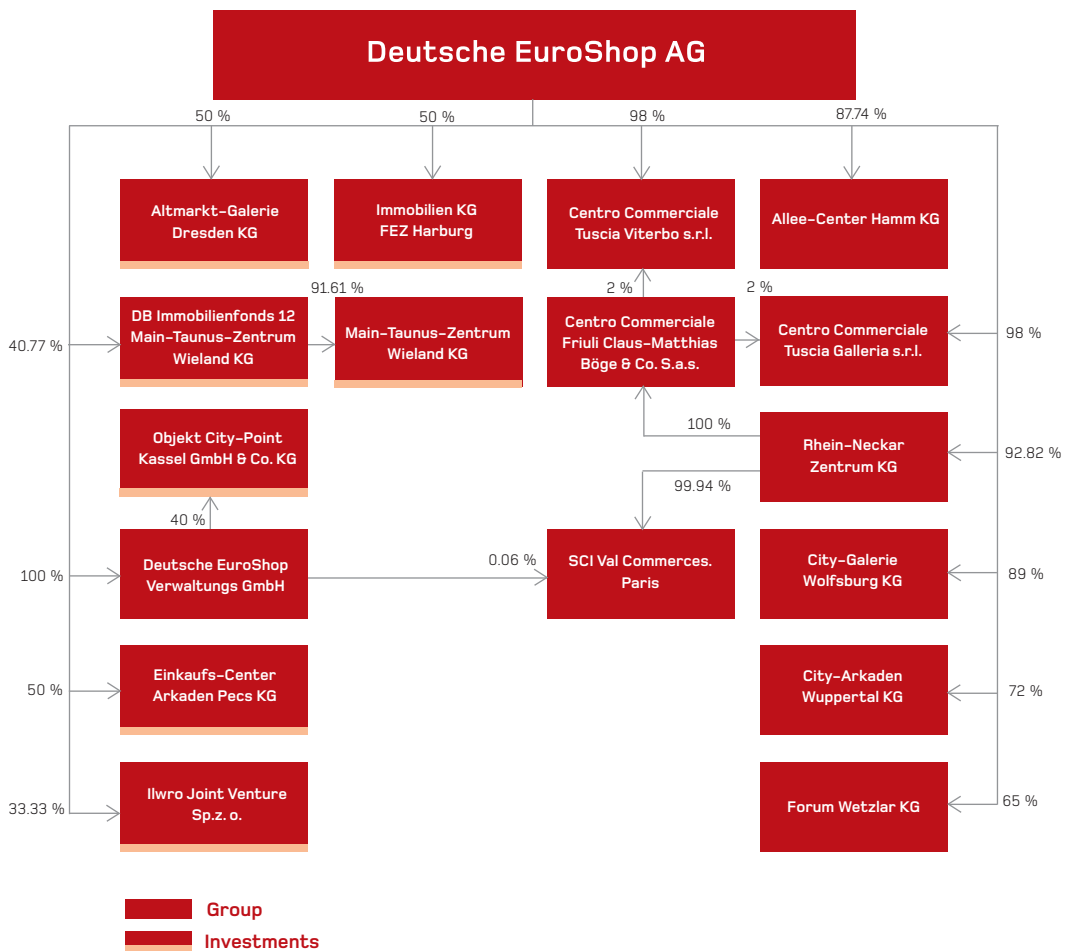 Deutsche EuroShop AG
50 %
50 %
98 %
87.74 %
Altmarkt-Galerie
Dresden KG
Immobilien KG
FEZ Harburg
Centro Commerciale
Tuscia Viterbo s.r.l.
Allee-Center Hamm KG
91.61 %
2 %
2 %
40.77 %
DB Immobilienfonds 12
Main-Taunus-Zentrum
Wieland KG
Main-Taunus-Zentrum
Wieland KG
Centro Commerciale
Friuli Claus-Matthias
Böge & Co. S.a.s.
Centro Commerciale
Tuscia Galleria s.r.l.
98 %
Objekt City-Point
Kassel GmbH & Co. KG
100 %
Rhein-Neckar
Zentrum KG
92.82 %
99.94 %
40 %
100 %
Deutsche EuroShop
Verwaltungs GmbH
0.06 %
SCI Val Commerces.
Paris
City-Galerie
Wolfsburg KG
89 %
50 %
Einkaufs-Center
Arkaden Pecs KG
City-Arkaden
Wuppertal KG
72 %
33.33 %
Ilwro Joint Venture
Sp.z. o.
Forum Wetzlar KG
65 %
Group
Investments